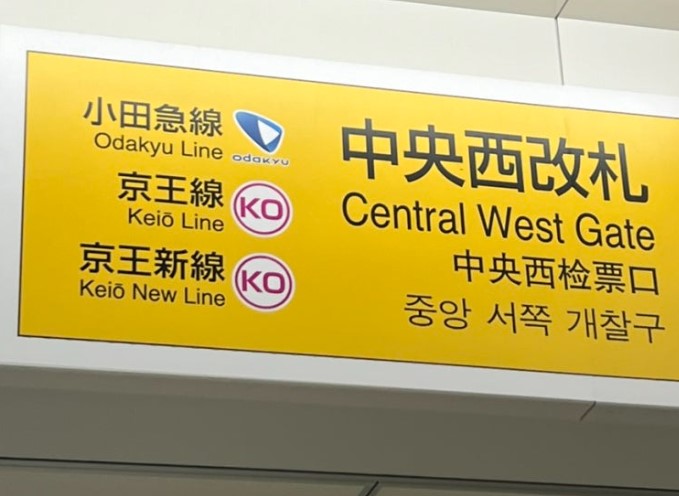 小田急線
Odakyu Line
ODAKYU
京王線
Keiō Line
KO
京王新線
Keiō New Line
KO
中央西改札
Central West Gate
中央西检票口
중앙 서쪽 개찰구